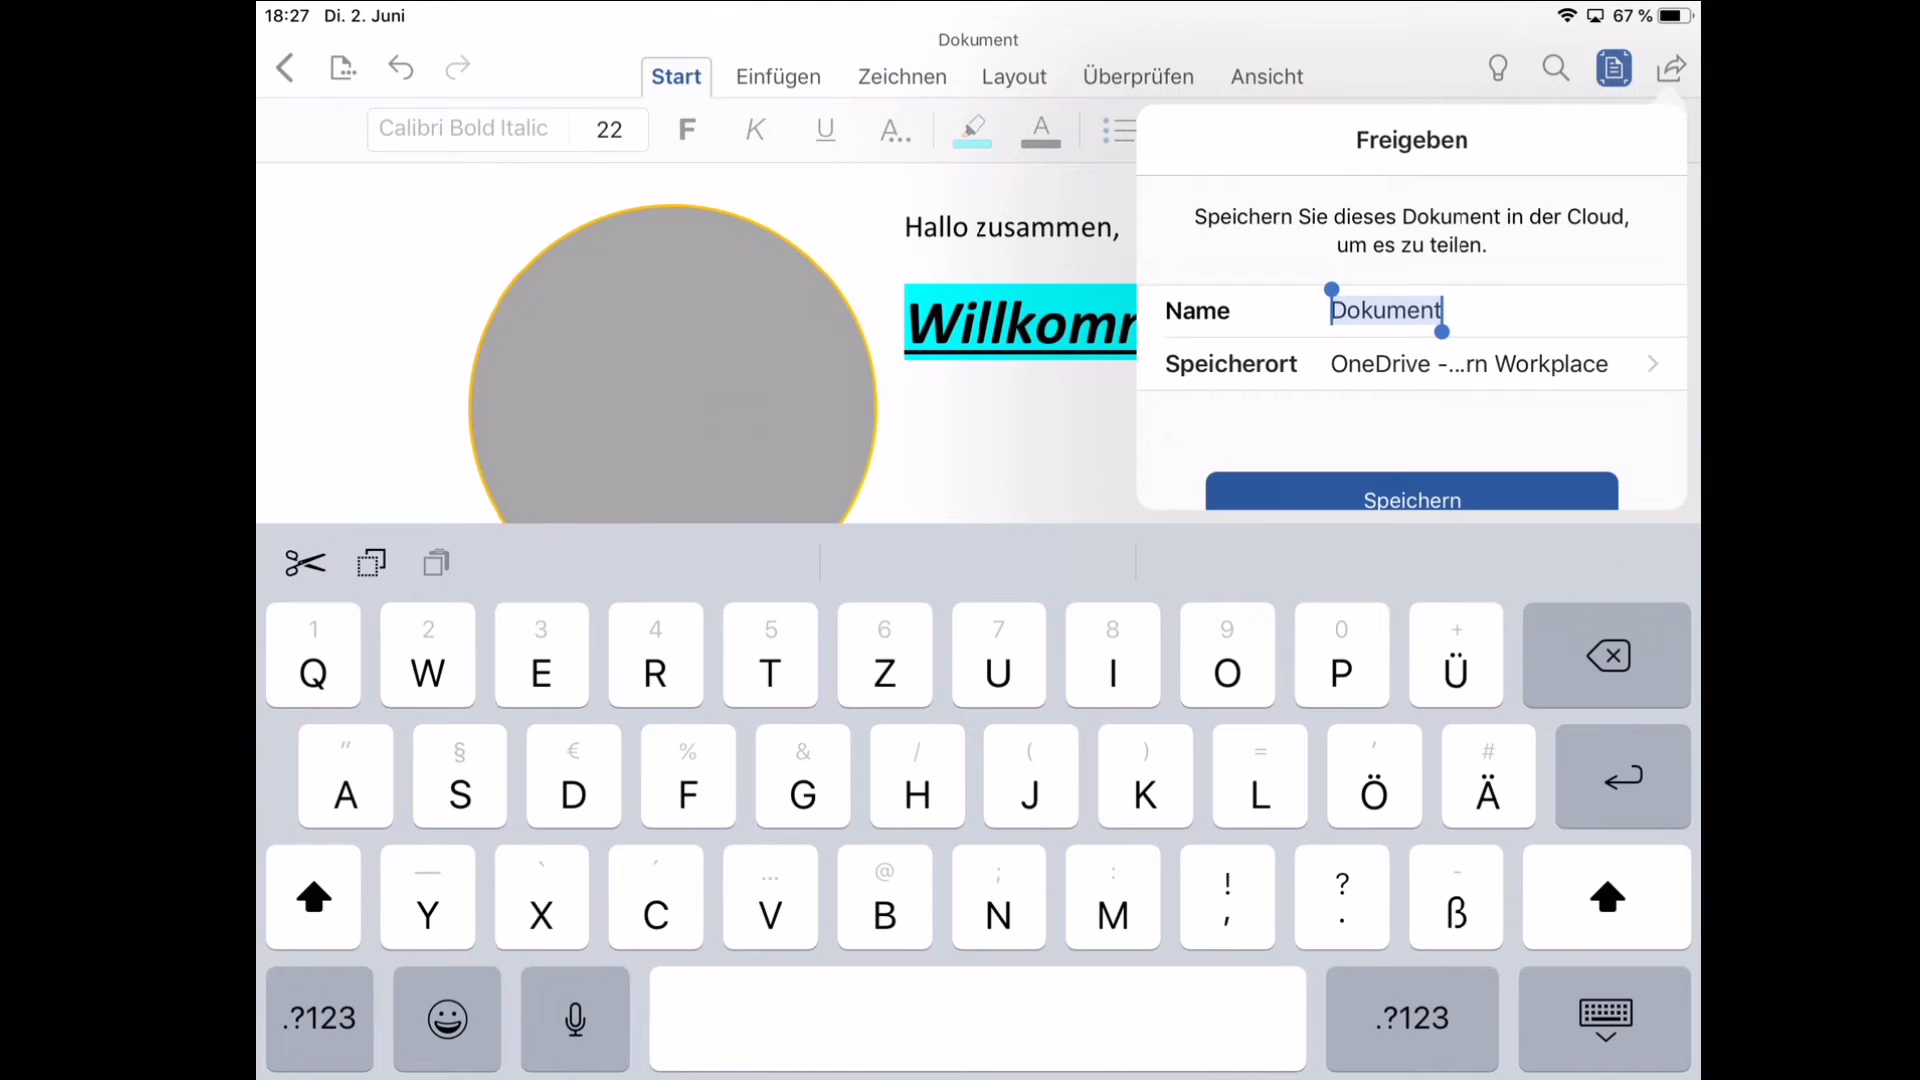 18:27 Di. 2. Juni
67 %
Dokument
Start Einfügen Zeichnen Layout Überprüfen Ansicht
Calibri Bold Italic 22 F K U A.. A
Freigeben
Speichern Sie dieses Dokument in der Cloud,
um es zu teilen.
Name Dokument
Speicherort OneDrive -...rn Workplace
Speichern
Hallo zusammen,
Willkomm
1 2 3 4 5 6 7 8 9 0 +
Q W E R T Z U I O P Ü
" § € % & / ( ) = ' #
A S D F G H J K L Ö Ä
— ` ´ ... @ ; : ! ? -
Y X C V B N M , . ß
.?123 .?123